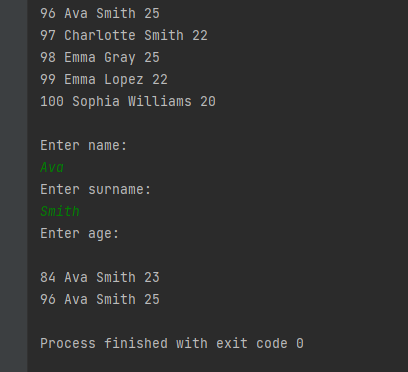 96 Ava Smith 25
97 Charlotte Smith 22
98 Emma Gray 25
99 Emma Lopez 22
100 Sophia Williams 20
Enter name:
Ava
Enter surname:
Smith
Enter age:
84 Ava Smith 23
96 Ava Smith 25
Process finished with exit code 0